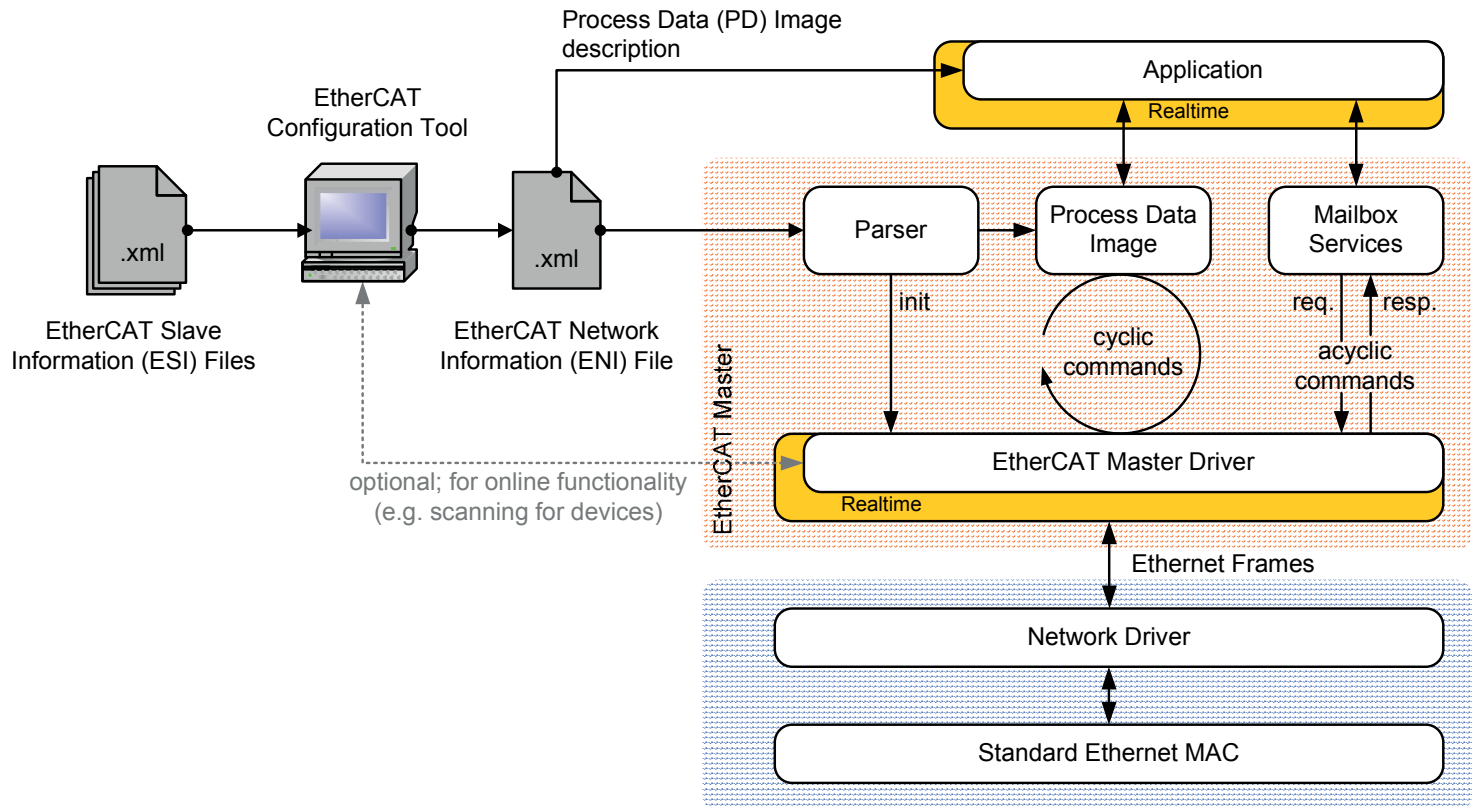 Process Data (PD) Image
description
Application
Realtime
EtherCAT
Configuration Tool
.xml
.xml
EtherCAT Slave
Information (ESI) Files
EtherCAT Network
Information (ENI) File
Parser
Process Data
Image
Mailbox
Services
init
req.
resp.
cyclic
commands
acyclic
commands
EtherCAT Master
EtherCAT Master Driver
Realtime
optional; for online functionality
(e.g. scanning for devices)
Ethernet Frames
Network Driver
Standard Ethernet MAC